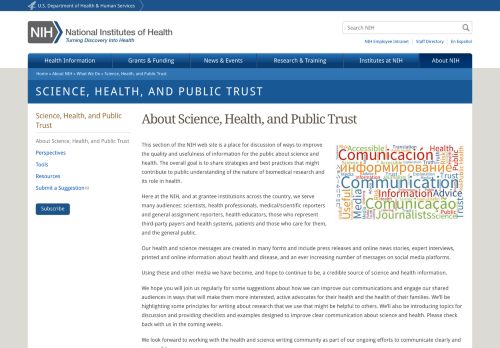 U.S. Department of Health & Human Services
NIH National Institutes of Health
Turning Discovery Into Health
Search NIH
NIH Employee Intranet | Staff Directory | En Español
Health Information
Grants & Funding
News & Events
Research & Training
Institutes at NIH
About NIH
Home » About NIH » What We Do » Science, Health, and Public Trust
SCIENCE, HEALTH, AND PUBLIC TRUST
Science, Health, and Public
Trust
About Science, Health, and Public Trust
Perspectives
Tools
Resources
Submit a Suggestion
Subscribe
About Science, Health, and Public Trust
This section of the NIH web site is a place for discussion of ways to improve
the quality and usefulness of information for the public about science and
health. The overall goal is to share strategies and best practices that might
contribute to public understanding of the nature of biomedical research and
its role in health.
Here at the NIH, and at grantee institutions across the country, we serve
many audiences: scientists, health professionals, medical/scientific reporters
and general assignment reporters, health educators, those who represent
third-party payers and health systems, patients and those who care for them,
and the general public.
Accessible
Translation
Health
Comunicación
Public
информирование
Trust
Communication
Useful
Media
Information
Advice
Comunicação
Journalists
Science
Public
Our health and science messages are created in many forms and include press releases and online news stories, expert interviews,
printed and online information about health and disease, and an ever increasing number of messages on social media platforms.
Using these and other media we have become, and hope to continue to be, a credible source of science and health information.
We hope you will join us regularly for some suggestions about how we can improve our communications and engage our shared
audiences in ways that will make them more interested, active advocates for their health and the health of their families. We'll be
highlighting some principles for writing about research that we use that might be helpful to others. We'll also be introducing topics for
discussion and providing checklists and examples designed to improve clear communication about science and health. Please check
back with us in the coming weeks.
We look forward to working with the health and science writing community as part of our ongoing efforts to communicate clearly and